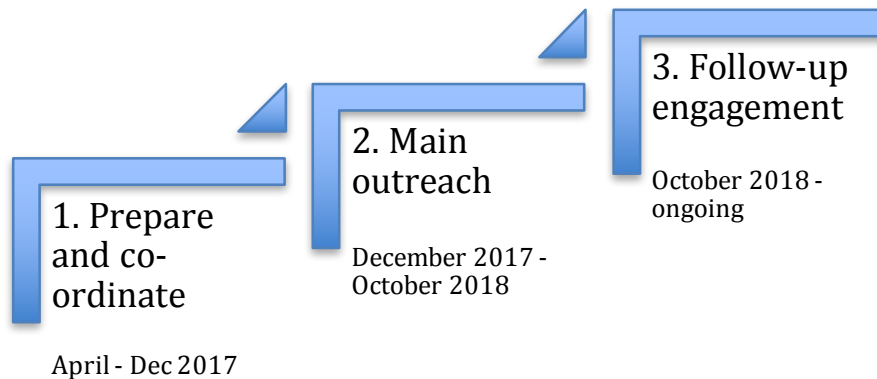 1. Prepare
and co-
ordinate
April - Dec 2017
2. Main
outreach
December 2017 -
October 2018
3. Follow-up
engagement
October 2018 -
ongoing